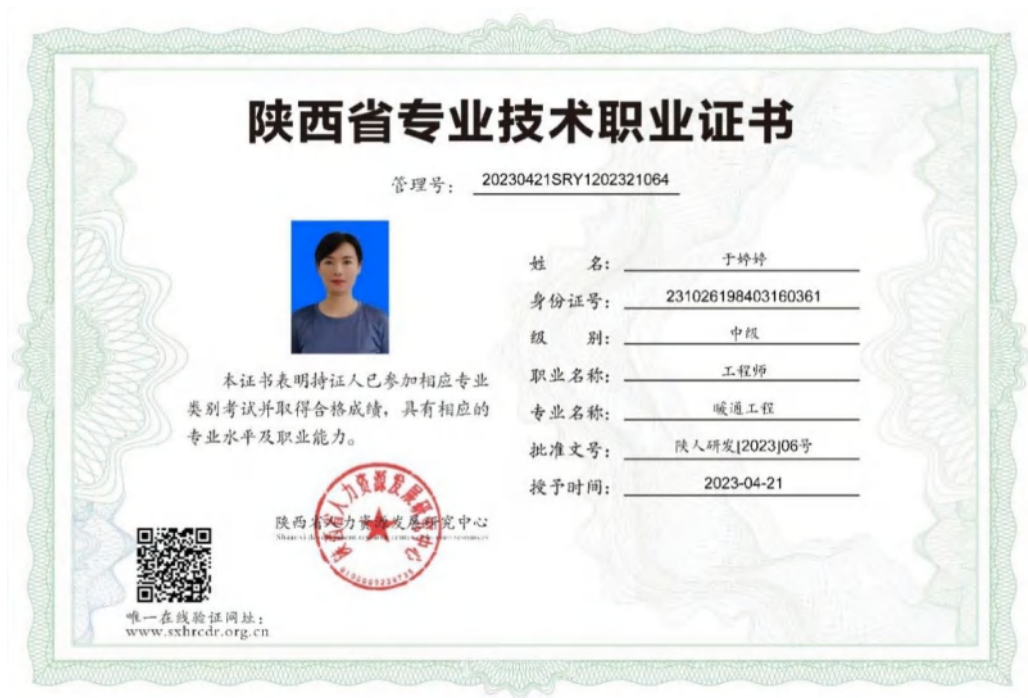 陕西省专业技术职业证书
管理号: 20230421SRY1202321064
姓 名: 于婷婷
身份证号: 231026198403160361
级 别: 中级
职业名称: 工程师
专业名称: 暖通工程
批准文号: 陕人研发[2023]06号
授予时间: 2023-04-21
本证书表明持证人已参加相应专业
类别考试并取得合格成绩,具有相应的
专业水平及职业能力。
陕西省人力资源发展研究中心
唯一在线验证网址:
www.sxhrcdr.org.cn